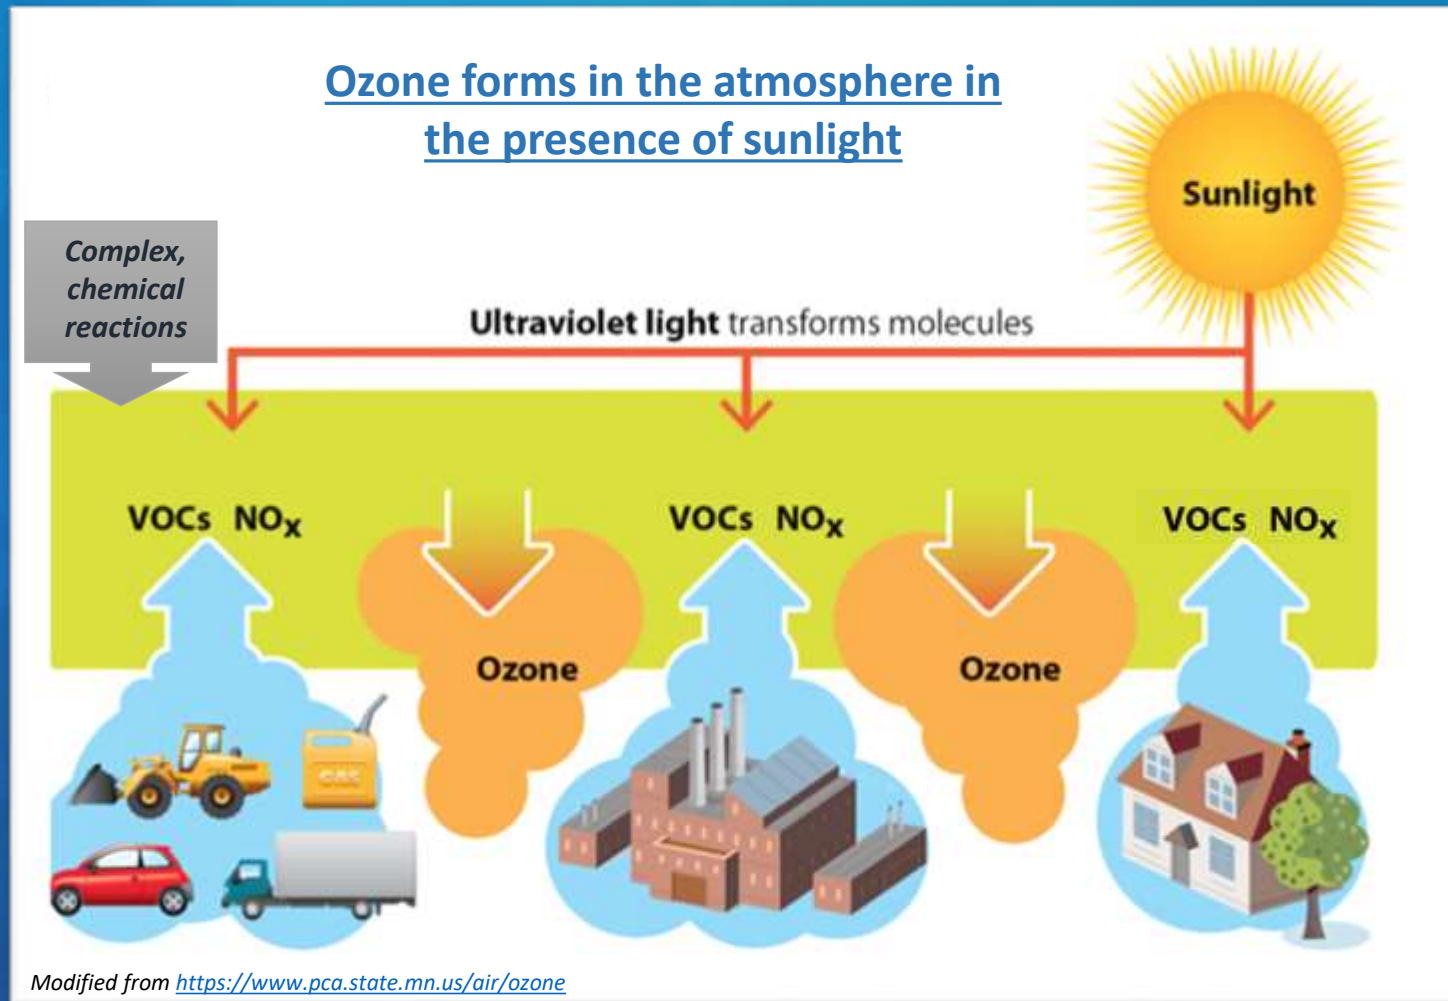 Ozone forms in the atmosphere in
the presence of sunlight
Sunlight
Complex,
chemical
reactions
Ultraviolet light transforms molecules
VOCs NOx
VOCs NOx
VOCs NOx
Ozone
Ozone
GAS
Modified from https://www.pca.state.mn.us/air/ozone